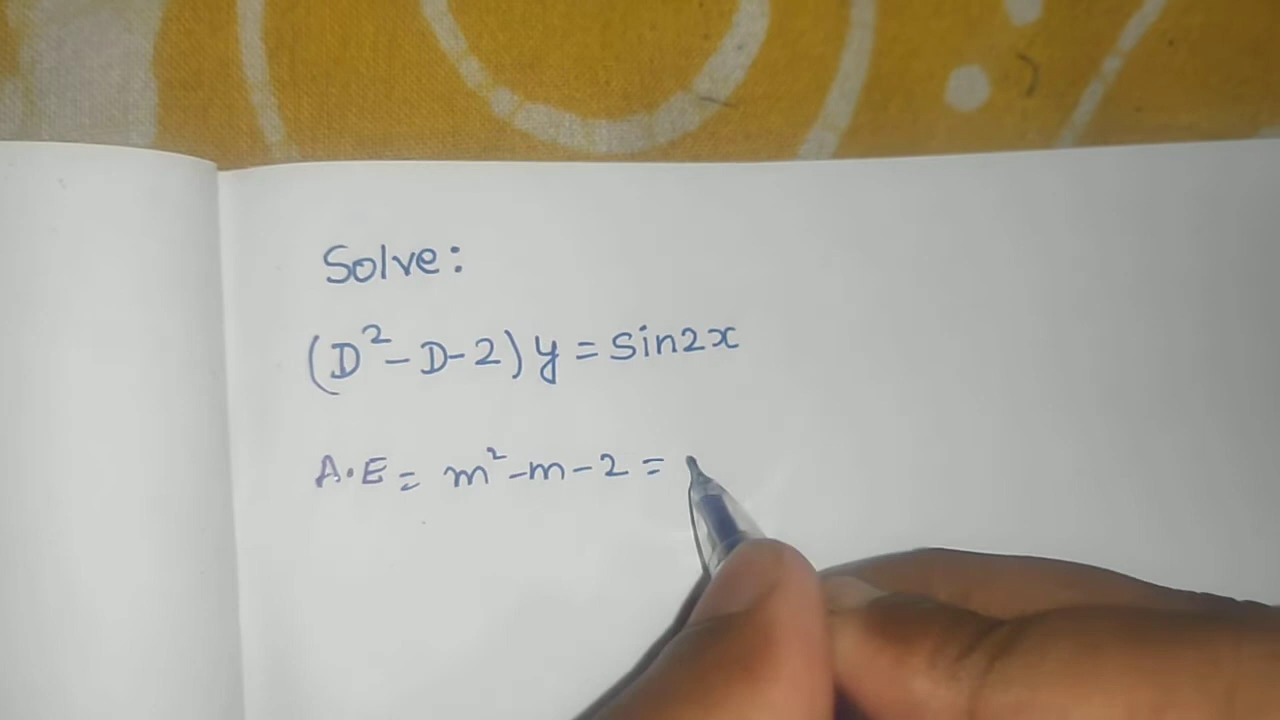 Solve:
(D²-D-2)y = sin2x
A.E = m²-m-2 =